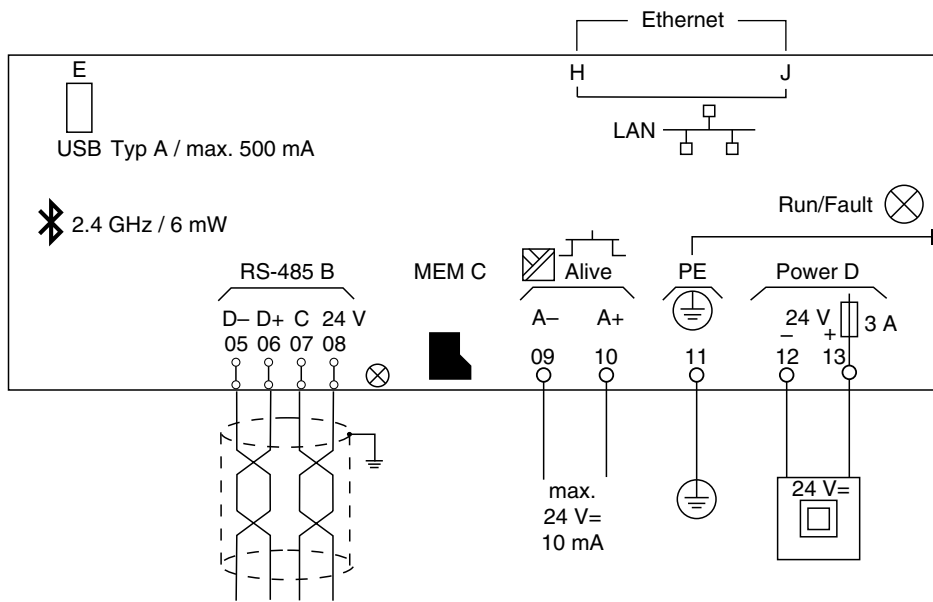 Ethernet
E
H J
USB Typ A / max. 500 mA
LAN
2.4 GHz / 6 mW
Run/Fault
RS-485 B
MEM C
Alive
PE
Power D
D– D+ C 24 V
A– A+
– 24 V +
3 A
05 06 07 08
09 10
11
12 13
max.
24 V=
10 mA
24 V=